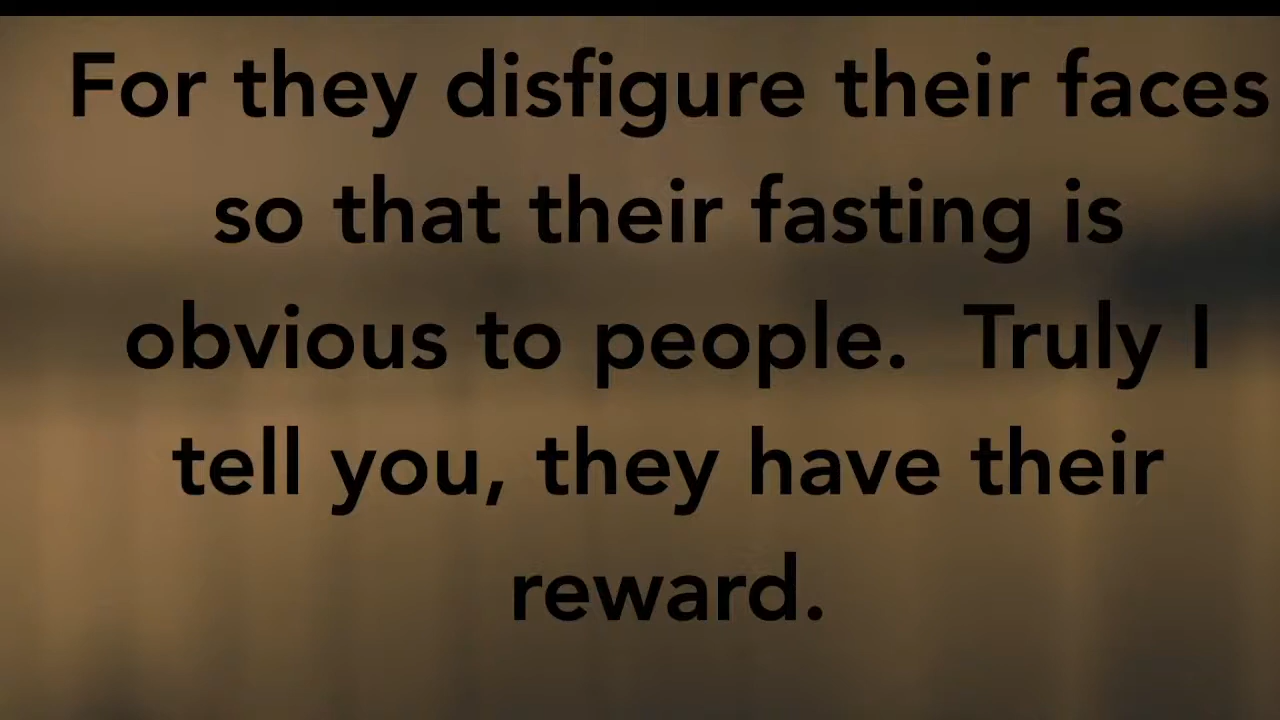 For they disfigure their faces
so that their fasting is
obvious to people.  Truly I
tell you, they have their
reward.